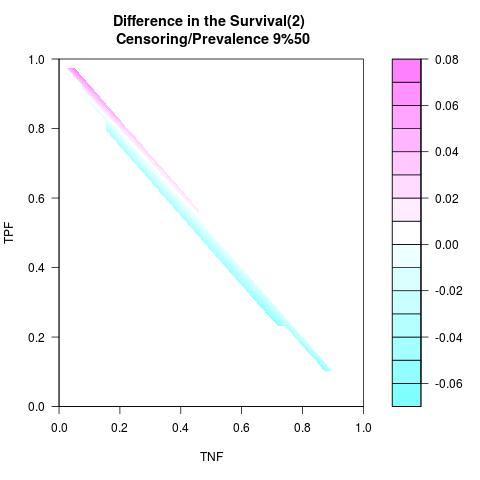 Difference in the Survival(2)
Censoring/Prevalence 9%50
TPF
1.0
0.8
0.6
0.4
0.2
0.0
0.0 0.2 0.4 0.6 0.8 1.0
TNF
0.08
0.06
0.04
0.02
0.00
-0.02
-0.04
-0.06